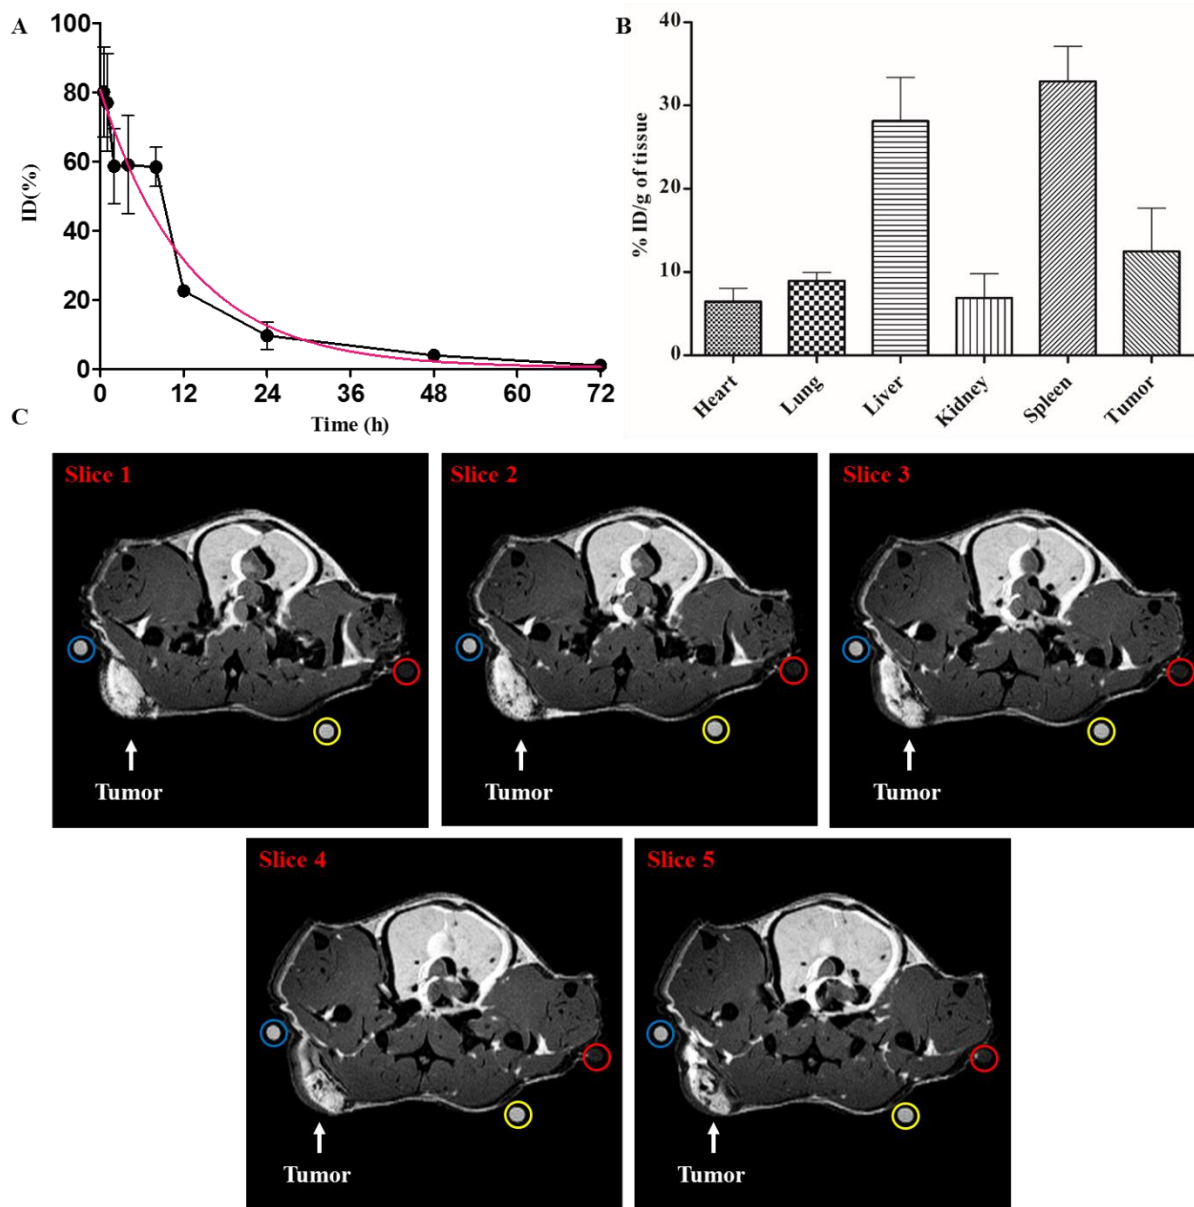 A
ID(%)
100
80
60
40
20
0
0 12 24 36 48 60 72
Time (h)
B
% ID/g of tissue
40
30
20
10
0
Heart Lung Liver Kidney Spleen Tumor
C
Slice 1
Tumor
Slice 2
Tumor
Slice 3
Tumor
Slice 4
Tumor
Slice 5
Tumor